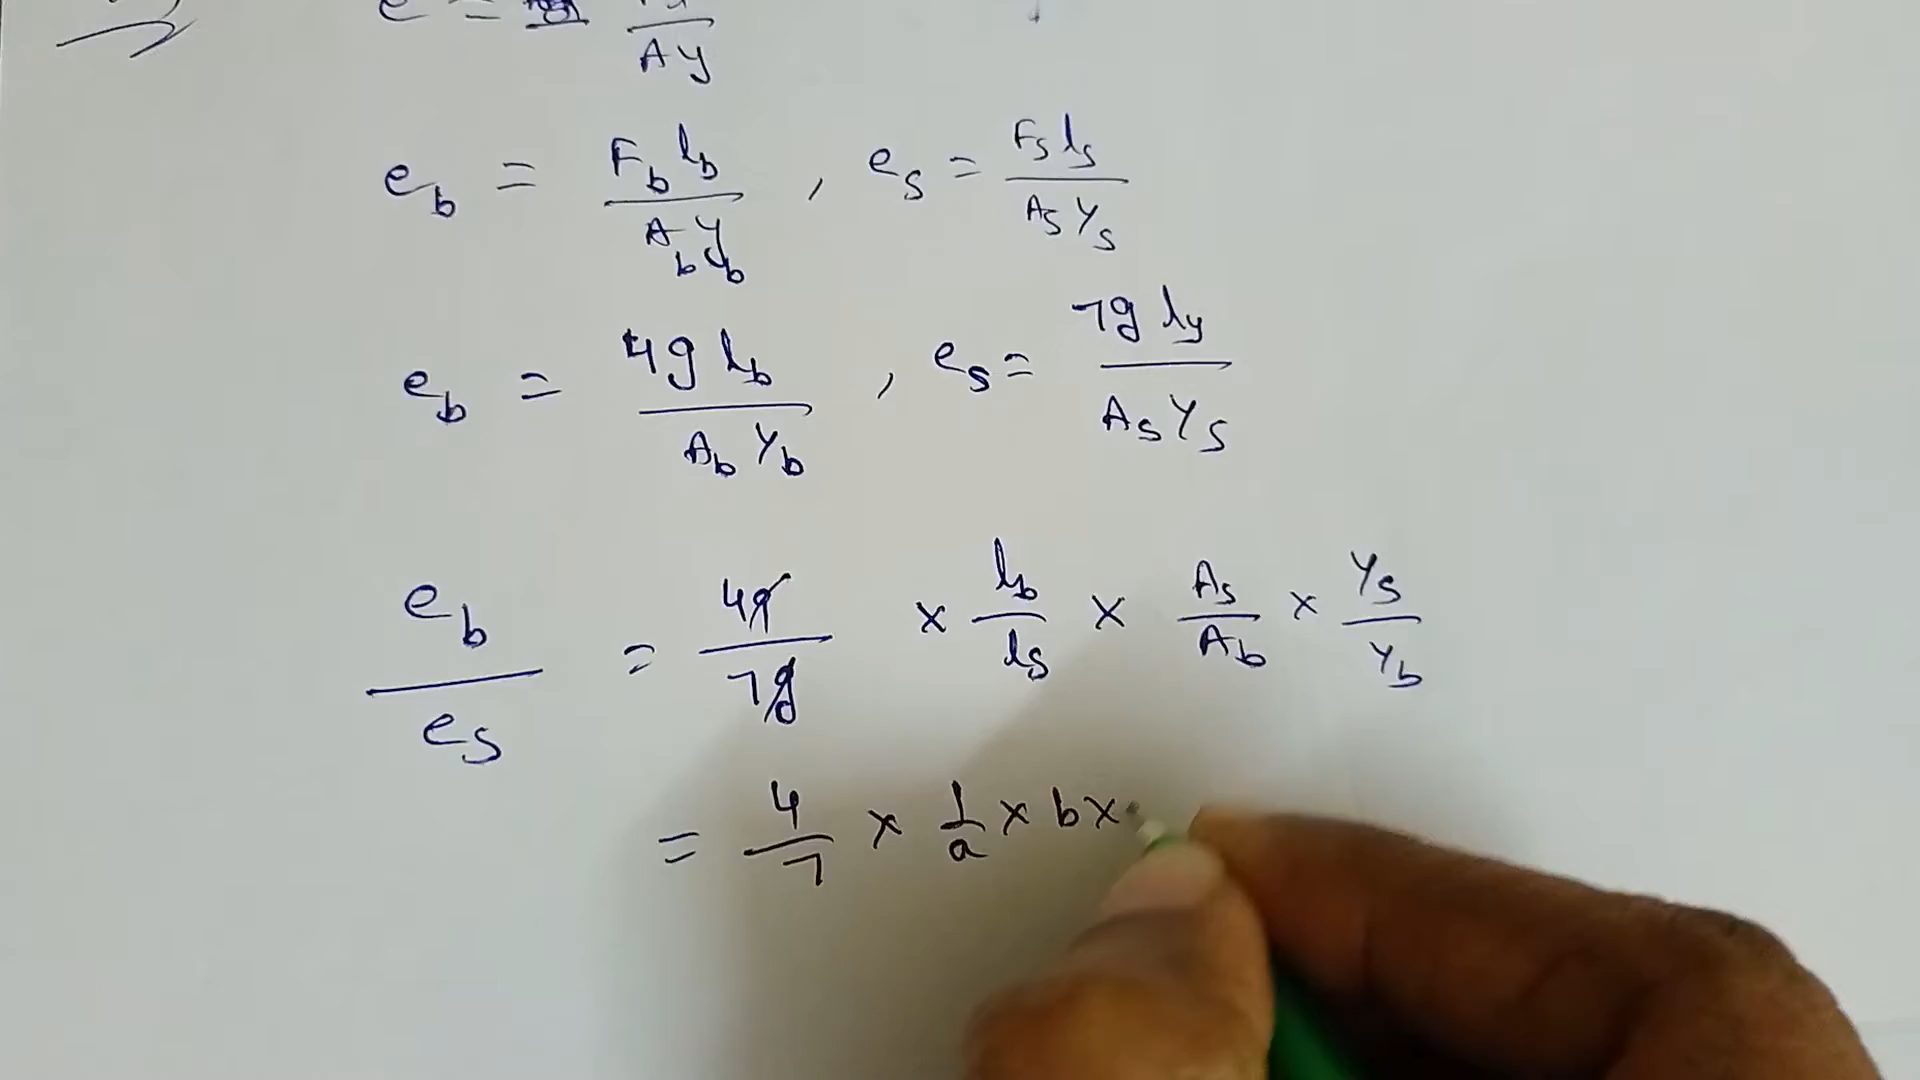 e = A Y
e_b = F_b l_b / A_b y_b , e_s = F_s l_s / A_s Y_s
e_b = 4g l_b / A_b Y_b , e_s = 7g l_y / A_s Y_s
e_b / e_s = 4g / 7g × l_b / l_s × A_s / A_b × Y_s / Y_b
= 4 / 7 × 1 / a × b ×